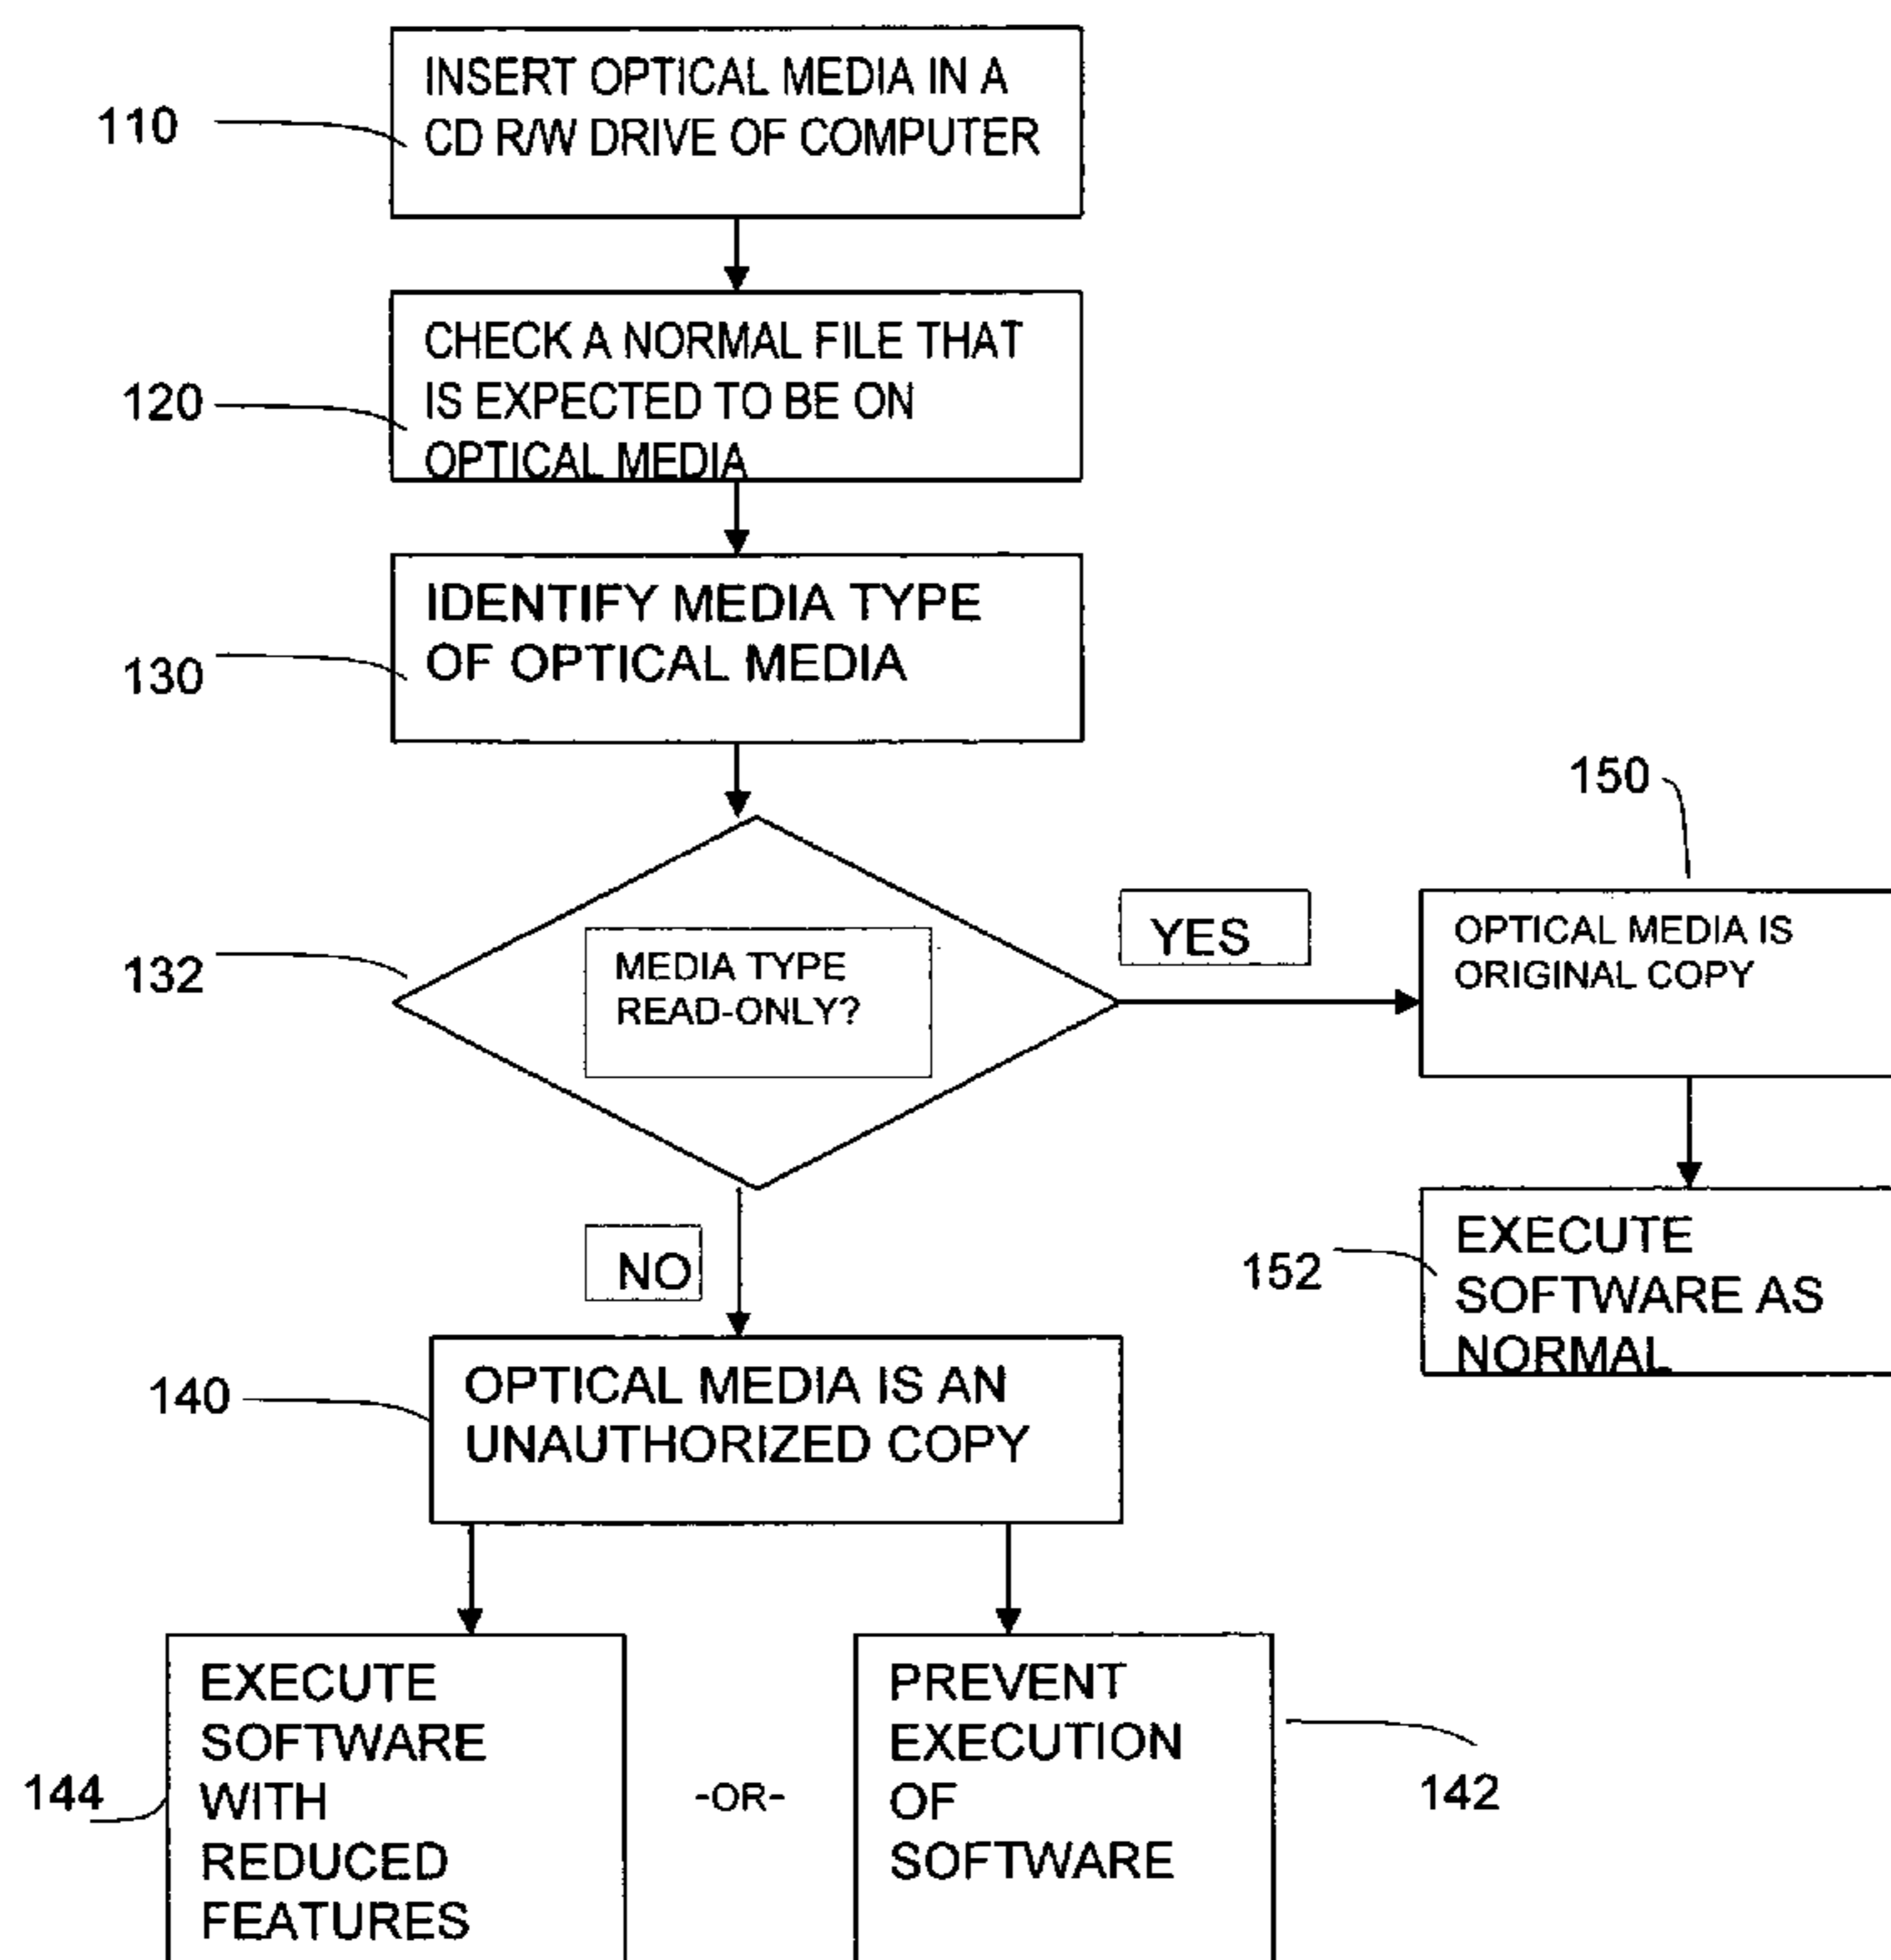 INSERT OPTICAL MEDIA IN A
CD R/W DRIVE OF COMPUTER
110
CHECK A NORMAL FILE THAT
IS EXPECTED TO BE ON
OPTICAL MEDIA
120
IDENTIFY MEDIA TYPE
OF OPTICAL MEDIA
130
150
MEDIA TYPE
READ-ONLY?
132
YES
OPTICAL MEDIA IS
ORIGINAL COPY
NO
152
EXECUTE
SOFTWARE AS
NORMAL
140
OPTICAL MEDIA IS AN
UNAUTHORIZED COPY
144
EXECUTE
SOFTWARE
WITH
REDUCED
FEATURES
-OR-
PREVENT
EXECUTION
OF
SOFTWARE
142